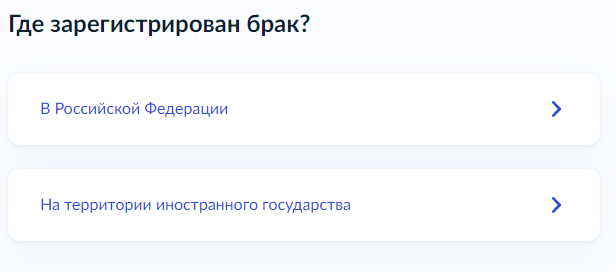 Где зарегистрирован брак?
В Российской Федерации
На территории иностранного государства